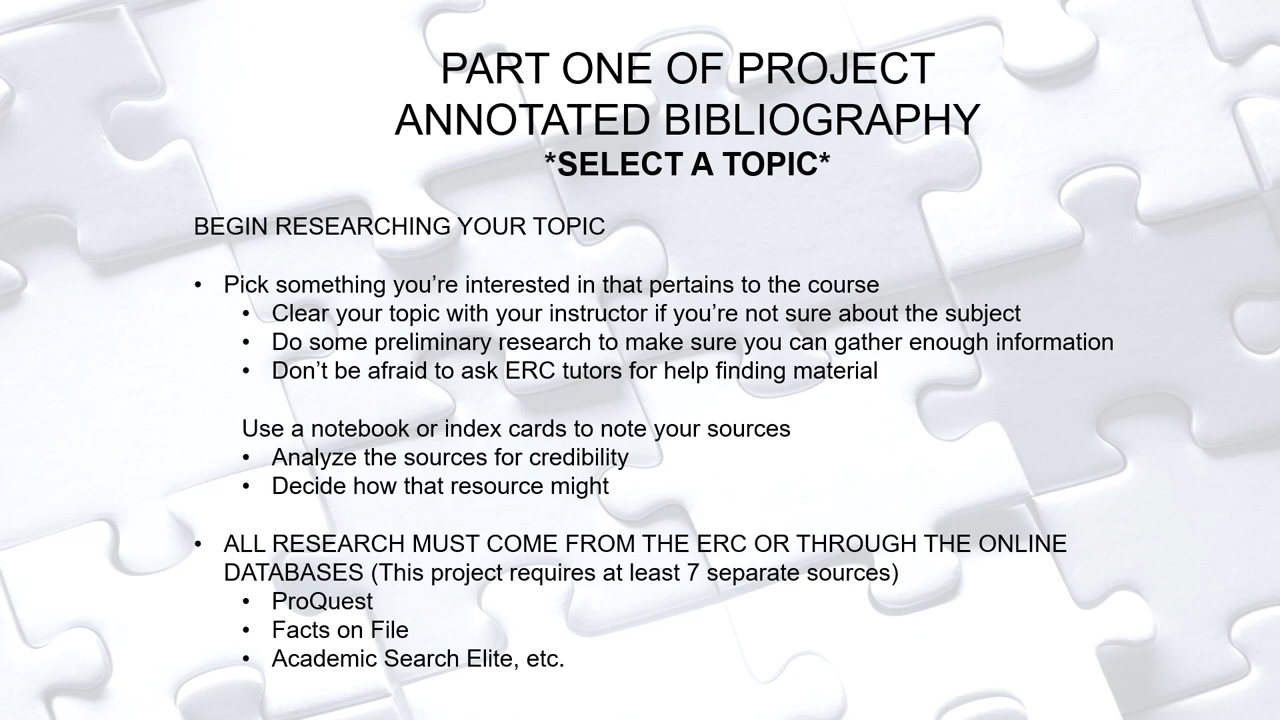 PART ONE OF PROJECT
ANNOTATED BIBLIOGRAPHY
*SELECT A TOPIC*
BEGIN RESEARCHING YOUR TOPIC
• Pick something you’re interested in that pertains to the course
• Clear your topic with your instructor if you’re not sure about the subject
• Do some preliminary research to make sure you can gather enough information
• Don’t be afraid to ask ERC tutors for help finding material
Use a notebook or index cards to note your sources
• Analyze the sources for credibility
• Decide how that resource might
• ALL RESEARCH MUST COME FROM THE ERC OR THROUGH THE ONLINE
DATABASES (This project requires at least 7 separate sources)
• ProQuest
• Facts on File
• Academic Search Elite, etc.